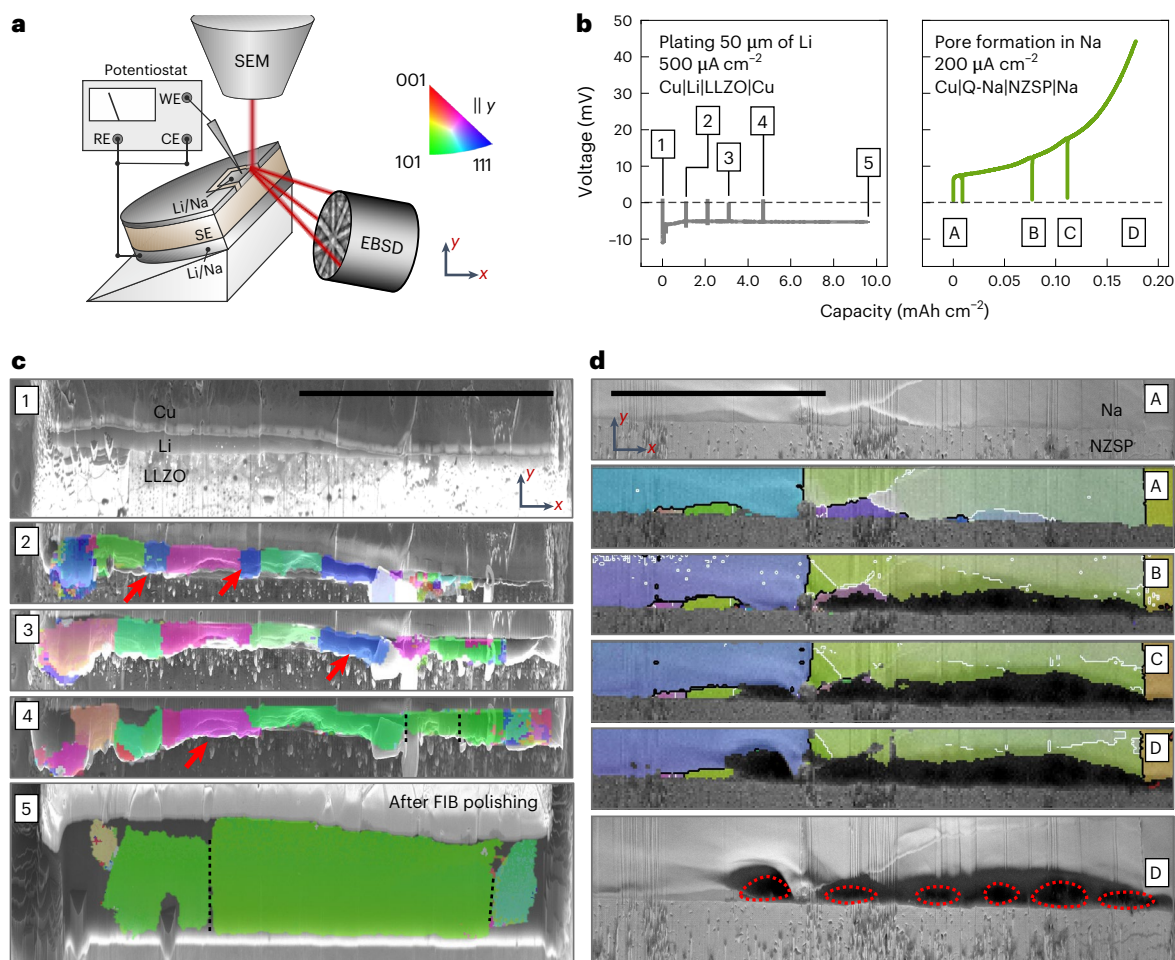 a
SEM
Potentiostat
WE
RE
CE
Li/Na
SE
Li/Na
EBSD
001
|| y
101
111
y
x
b
Voltage (mV)
50
40
30
20
10
0
−10
Plating 50 μm of Li
500 μA cm⁻²
Cu|Li|LLZO|Cu
1
2
3
4
5
0
2.0
4.0
6.0
8.0
10.0
Pore formation in Na
200 μA cm⁻²
Cu|Q-Na|NZSP|Na
A
B
C
D
0
0.05
0.10
0.15
0.20
Capacity (mAh cm⁻²)
c
1
Cu
Li
LLZO
y
x
2
3
4
5
After FIB polishing
d
A
Na
NZSP
y
x
A
B
C
D
D